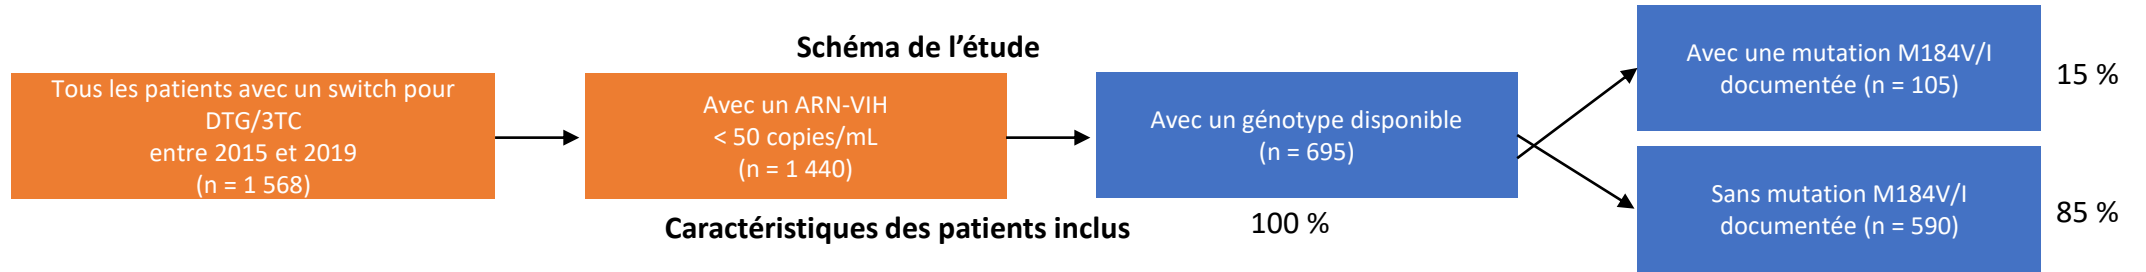 Schéma de l’étude
Tous les patients avec un switch pour
DTG/3TC
entre 2015 et 2019
(n = 1 568)
Avec un ARN-VIH
< 50 copies/mL
(n = 1 440)
Avec un génotype disponible
(n = 695)
100 %
Avec une mutation M184V/I
documentée (n = 105)
15 %
Sans mutation M184V/I
documentée (n = 590)
85 %
Caractéristiques des patients inclus